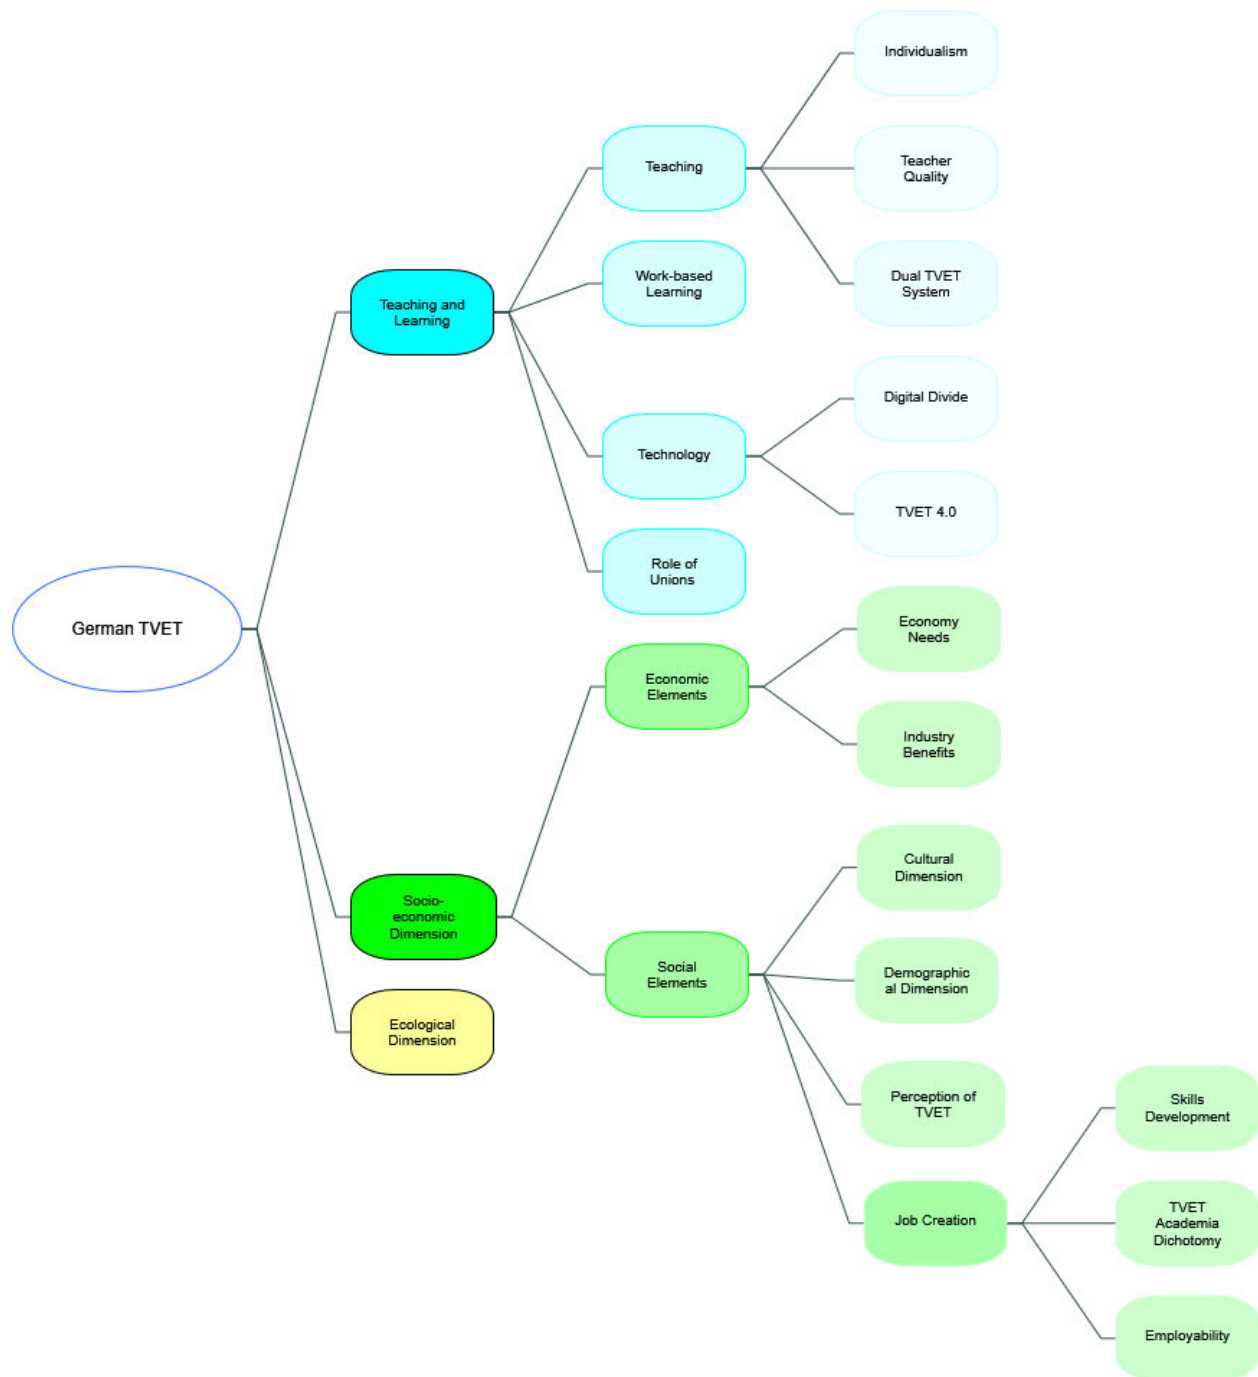 Individualism
Teaching
Teacher
Quality
Work-based
Learning
Dual TVET
System
Teaching and
Learning
Digital Divide
Technology
TVET 4.0
Role of
Unions
German TVET
Economy
Needs
Economic
Elements
Industry
Benefits
Cultural
Dimension
Socio-
economic
Dimension
Social
Elements
Demographic
al Dimension
Ecological
Dimension
Perception of
TVET
Skills
Development
Job Creation
TVET
Academia
Dichotomy
Employability